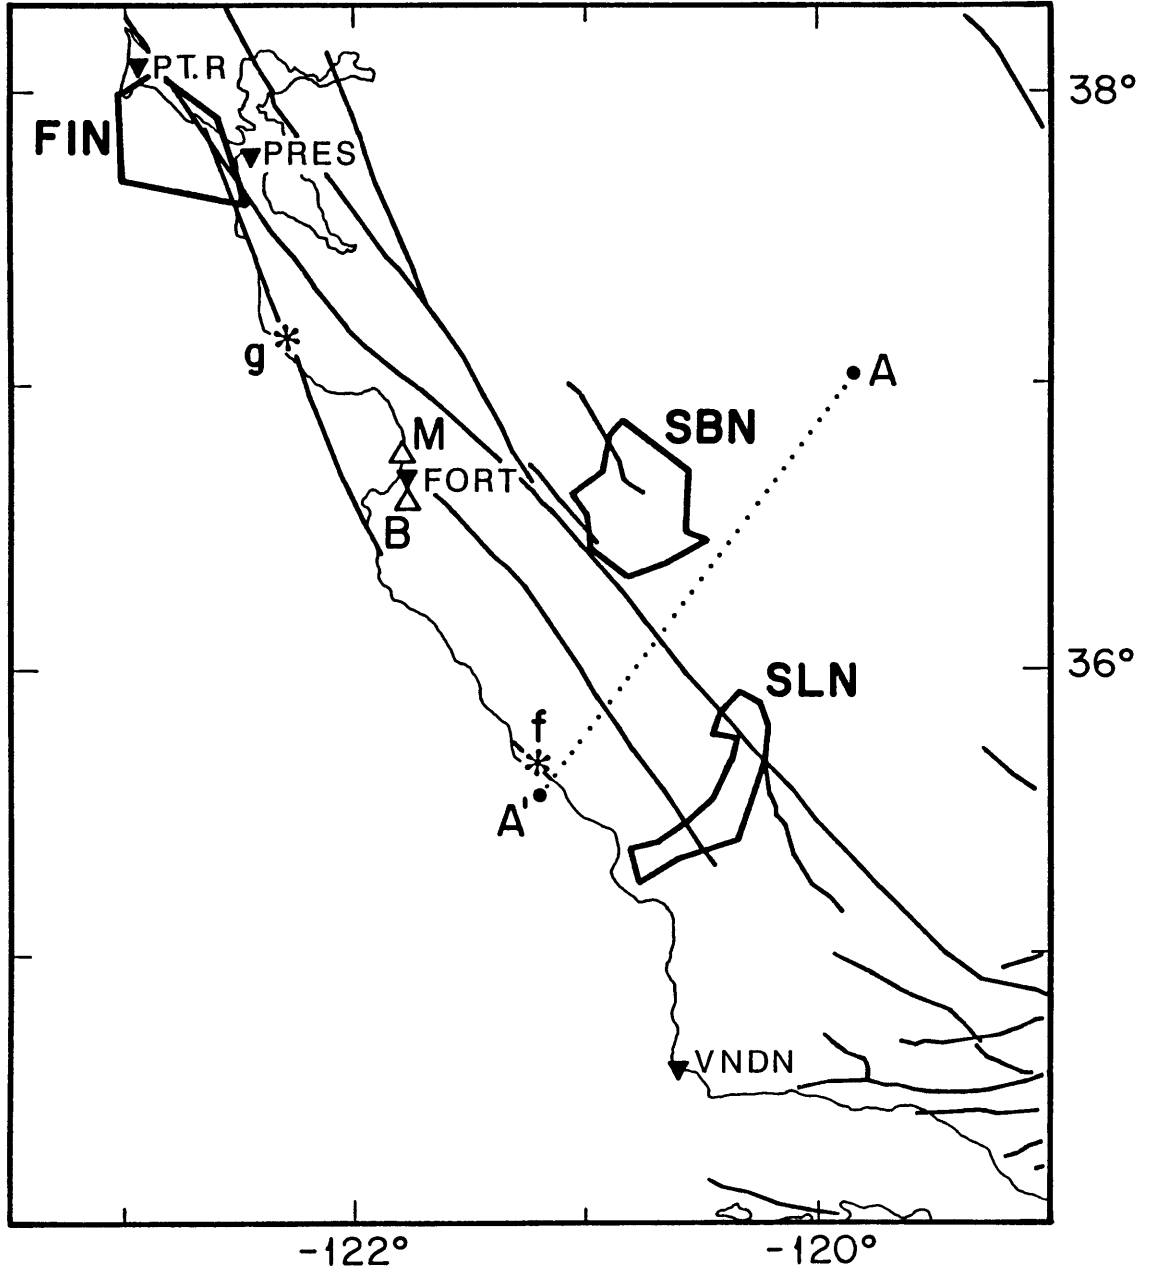 PT.R
38°
FIN
PRES
g
A
SBN
M
FORT
B
36°
SLN
f
A'
VNDN
-122°
-120°